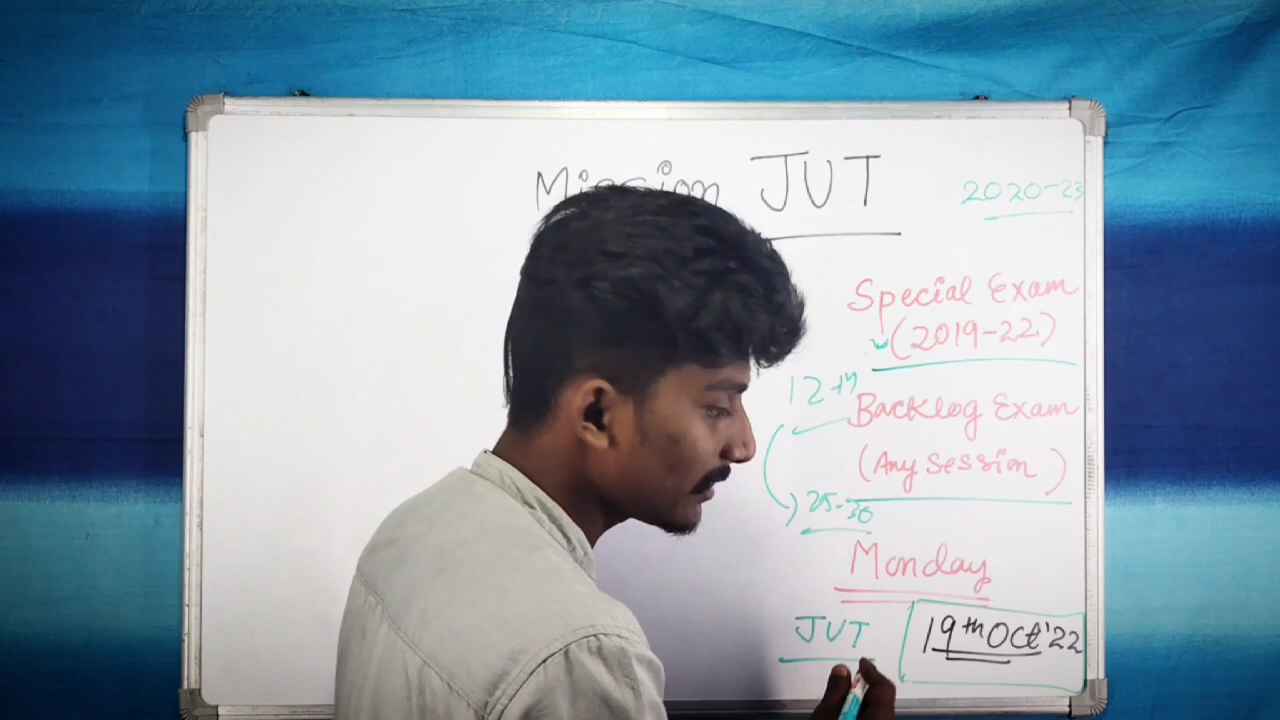 Mission JUT
2020-23
Special Exam
(2019-22)
12th
Backlog Exam
(Any Session)
25-30
Monday
JUT
19th Oct'22